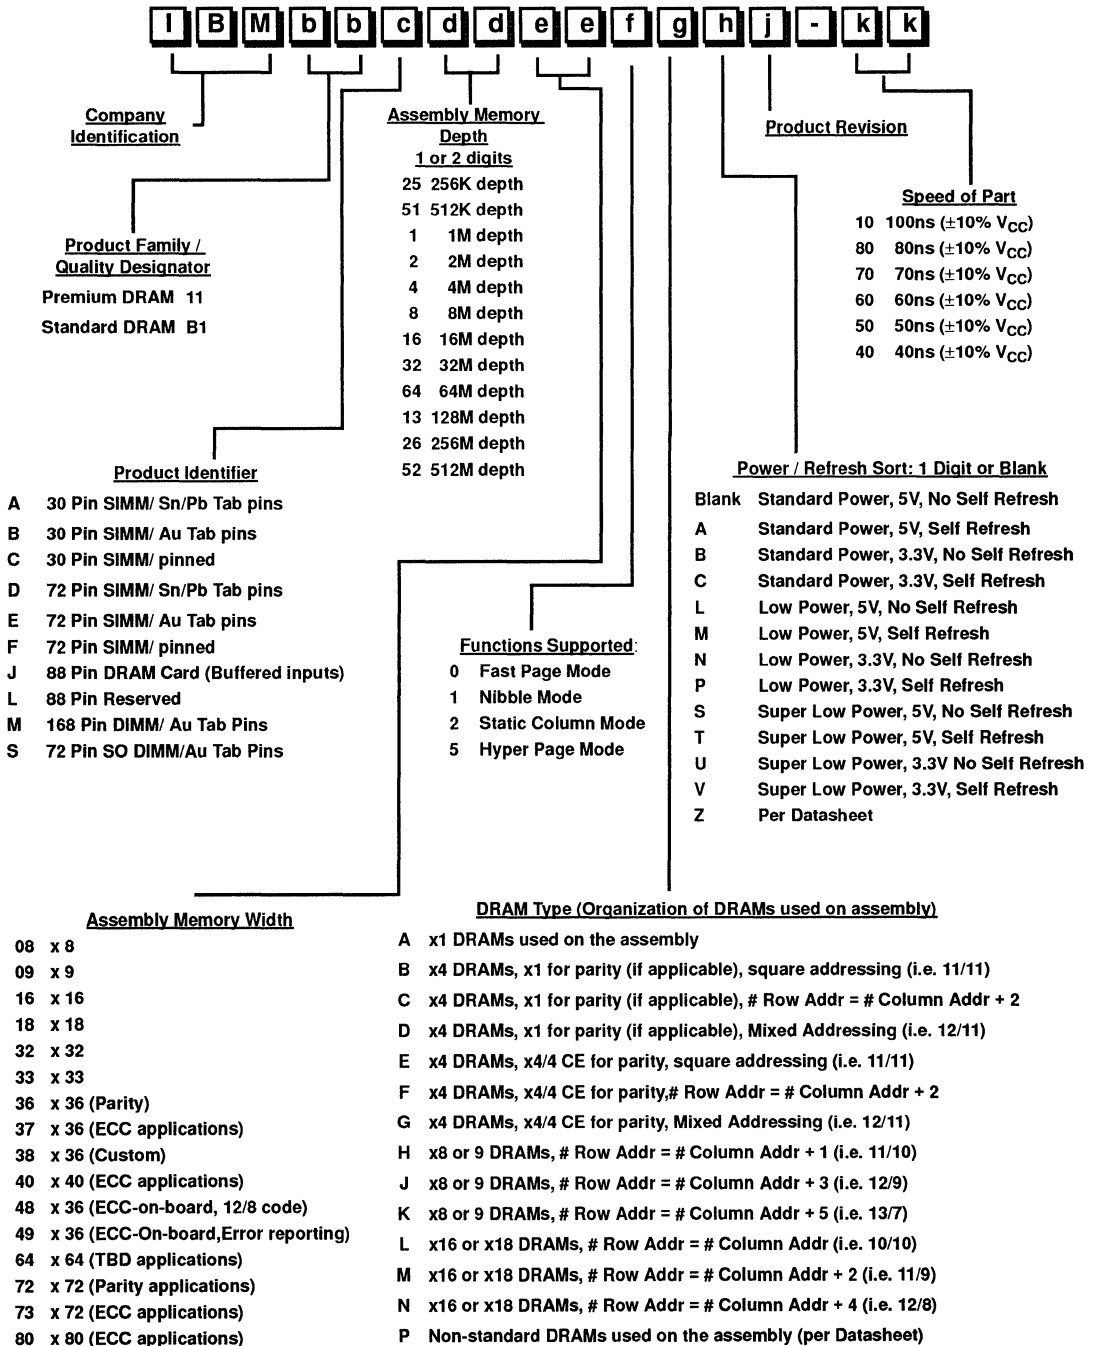 I B M b b c d d e e f g h j - k k
Company
Identification
Product Family /
Quality Designator
Premium DRAM 11
Standard DRAM B1
Assembly Memory
Depth
1 or 2 digits
25 256K depth
51 512K depth
1 1M depth
2 2M depth
4 4M depth
8 8M depth
16 16M depth
32 32M depth
64 64M depth
13 128M depth
26 256M depth
52 512M depth
Product Revision
Speed of Part
10 100ns (±10% VCC)
80 80ns (±10% VCC)
70 70ns (±10% VCC)
60 60ns (±10% VCC)
50 50ns (±10% VCC)
40 40ns (±10% VCC)
Product Identifier
A 30 Pin SIMM/ Sn/Pb Tab pins
B 30 Pin SIMM/ Au Tab pins
C 30 Pin SIMM/ pinned
D 72 Pin SIMM/ Sn/Pb Tab pins
E 72 Pin SIMM/ Au Tab pins
F 72 Pin SIMM/ pinned
J 88 Pin DRAM Card (Buffered inputs)
L 88 Pin Reserved
M 168 Pin DIMM/ Au Tab Pins
S 72 Pin SO DIMM/Au Tab Pins
Functions Supported:
0 Fast Page Mode
1 Nibble Mode
2 Static Column Mode
5 Hyper Page Mode
Power / Refresh Sort: 1 Digit or Blank
Blank Standard Power, 5V, No Self Refresh
A Standard Power, 5V, Self Refresh
B Standard Power, 3.3V, No Self Refresh
C Standard Power, 3.3V, Self Refresh
L Low Power, 5V, No Self Refresh
M Low Power, 5V, Self Refresh
N Low Power, 3.3V, No Self Refresh
P Low Power, 3.3V, Self Refresh
S Super Low Power, 5V, No Self Refresh
T Super Low Power, 5V, Self Refresh
U Super Low Power, 3.3V No Self Refresh
V Super Low Power, 3.3V, Self Refresh
Z Per Datasheet
Assembly Memory Width
08 x 8
09 x 9
16 x 16
18 x 18
32 x 32
33 x 33
36 x 36 (Parity)
37 x 36 (ECC applications)
38 x 36 (Custom)
40 x 40 (ECC applications)
48 x 36 (ECC-on-board, 12/8 code)
49 x 36 (ECC-On-board,Error reporting)
64 x 64 (TBD applications)
72 x 72 (Parity applications)
73 x 72 (ECC applications)
80 x 80 (ECC applications)
DRAM Type (Organization of DRAMs used on assembly)
A x1 DRAMs used on the assembly
B x4 DRAMs, x1 for parity (if applicable), square addressing (i.e. 11/11)
C x4 DRAMs, x1 for parity (if applicable), # Row Addr = # Column Addr + 2
D x4 DRAMs, x1 for parity (if applicable), Mixed Addressing (i.e. 12/11)
E x4 DRAMs, x4/4 CE for parity, square addressing (i.e. 11/11)
F x4 DRAMs, x4/4 CE for parity,# Row Addr = # Column Addr + 2
G x4 DRAMs, x4/4 CE for parity, Mixed Addressing (i.e. 12/11)
H x8 or 9 DRAMs, # Row Addr = # Column Addr + 1 (i.e. 11/10)
J x8 or 9 DRAMs, # Row Addr = # Column Addr + 3 (i.e. 12/9)
K x8 or 9 DRAMs, # Row Addr = # Column Addr + 5 (i.e. 13/7)
L x16 or x18 DRAMs, # Row Addr = # Column Addr (i.e. 10/10)
M x16 or x18 DRAMs, # Row Addr = # Column Addr + 2 (i.e. 11/9)
N x16 or x18 DRAMs, # Row Addr = # Column Addr + 4 (i.e. 12/8)
P Non-standard DRAMs used on the assembly (per Datasheet)